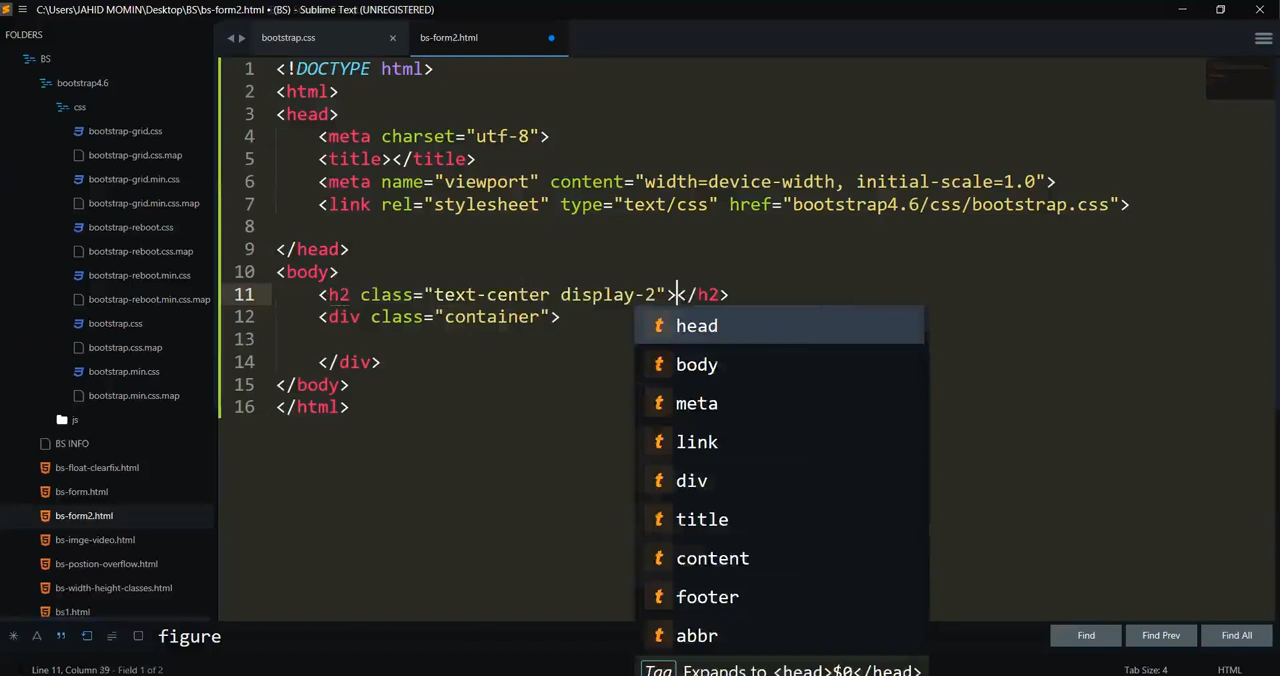 C:\Users\JAHID MOMIN\Desktop\BS\bs-form2.html • (BS) - Sublime Text (UNREGISTERED)
FOLDERS
BS
bootstrap4.6
css
bootstrap-grid.css
bootstrap-grid.css.map
bootstrap-grid.min.css
bootstrap-grid.min.css.map
bootstrap-reboot.css
bootstrap-reboot.css.map
bootstrap-reboot.min.css
bootstrap-reboot.min.css.map
bootstrap.css
bootstrap.css.map
bootstrap.min.css
bootstrap.min.css.map
js
BS INFO
bs-float-clearfix.html
bs-form.html
bs-form2.html
bs-imge-video.html
bs-postion-overflow.html
bs-width-height-classes.html
bs1.html
bootstrap.css
bs-form2.html
1 <!DOCTYPE html>
2 <html>
3 <head>
4 <meta charset="utf-8">
5 <title></title>
6 <meta name="viewport" content="width=device-width, initial-scale=1.0">
7 <link rel="stylesheet" type="text/css" href="bootstrap4.6/css/bootstrap.css">
8
9 </head>
10 <body>
11 <h2 class="text-center display-2"></h2>
12 <div class="container">
13
14 </div>
15 </body>
16 </html>
t head
t body
t meta
t link
t div
t title
t content
t footer
t abbr
Tag Expands to <head>$0</head>
figure
Find
Find Prev
Find All
Line 11, Column 39 - Field 1 of 2
Tab Size: 4
HTML